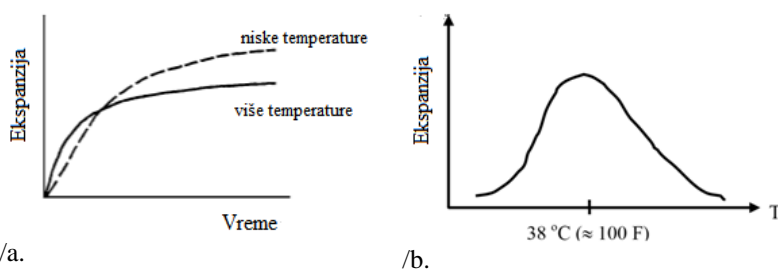 niske temperature
Ekspanzija
više temperature
Vreme
/a.
Ekspanzija
T
38 °C (≈ 100 F)
/b.